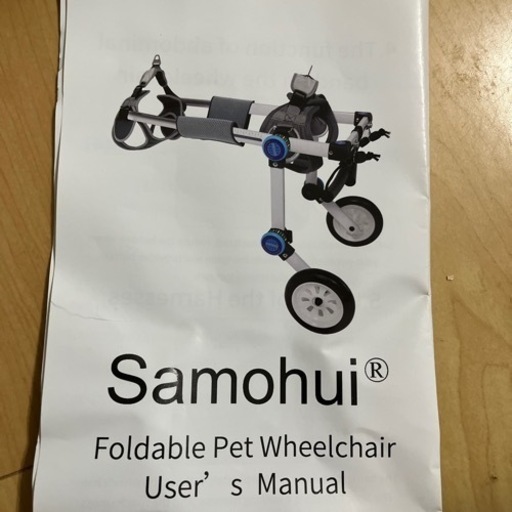 Samohui®
Foldable Pet Wheelchair
User's Manual